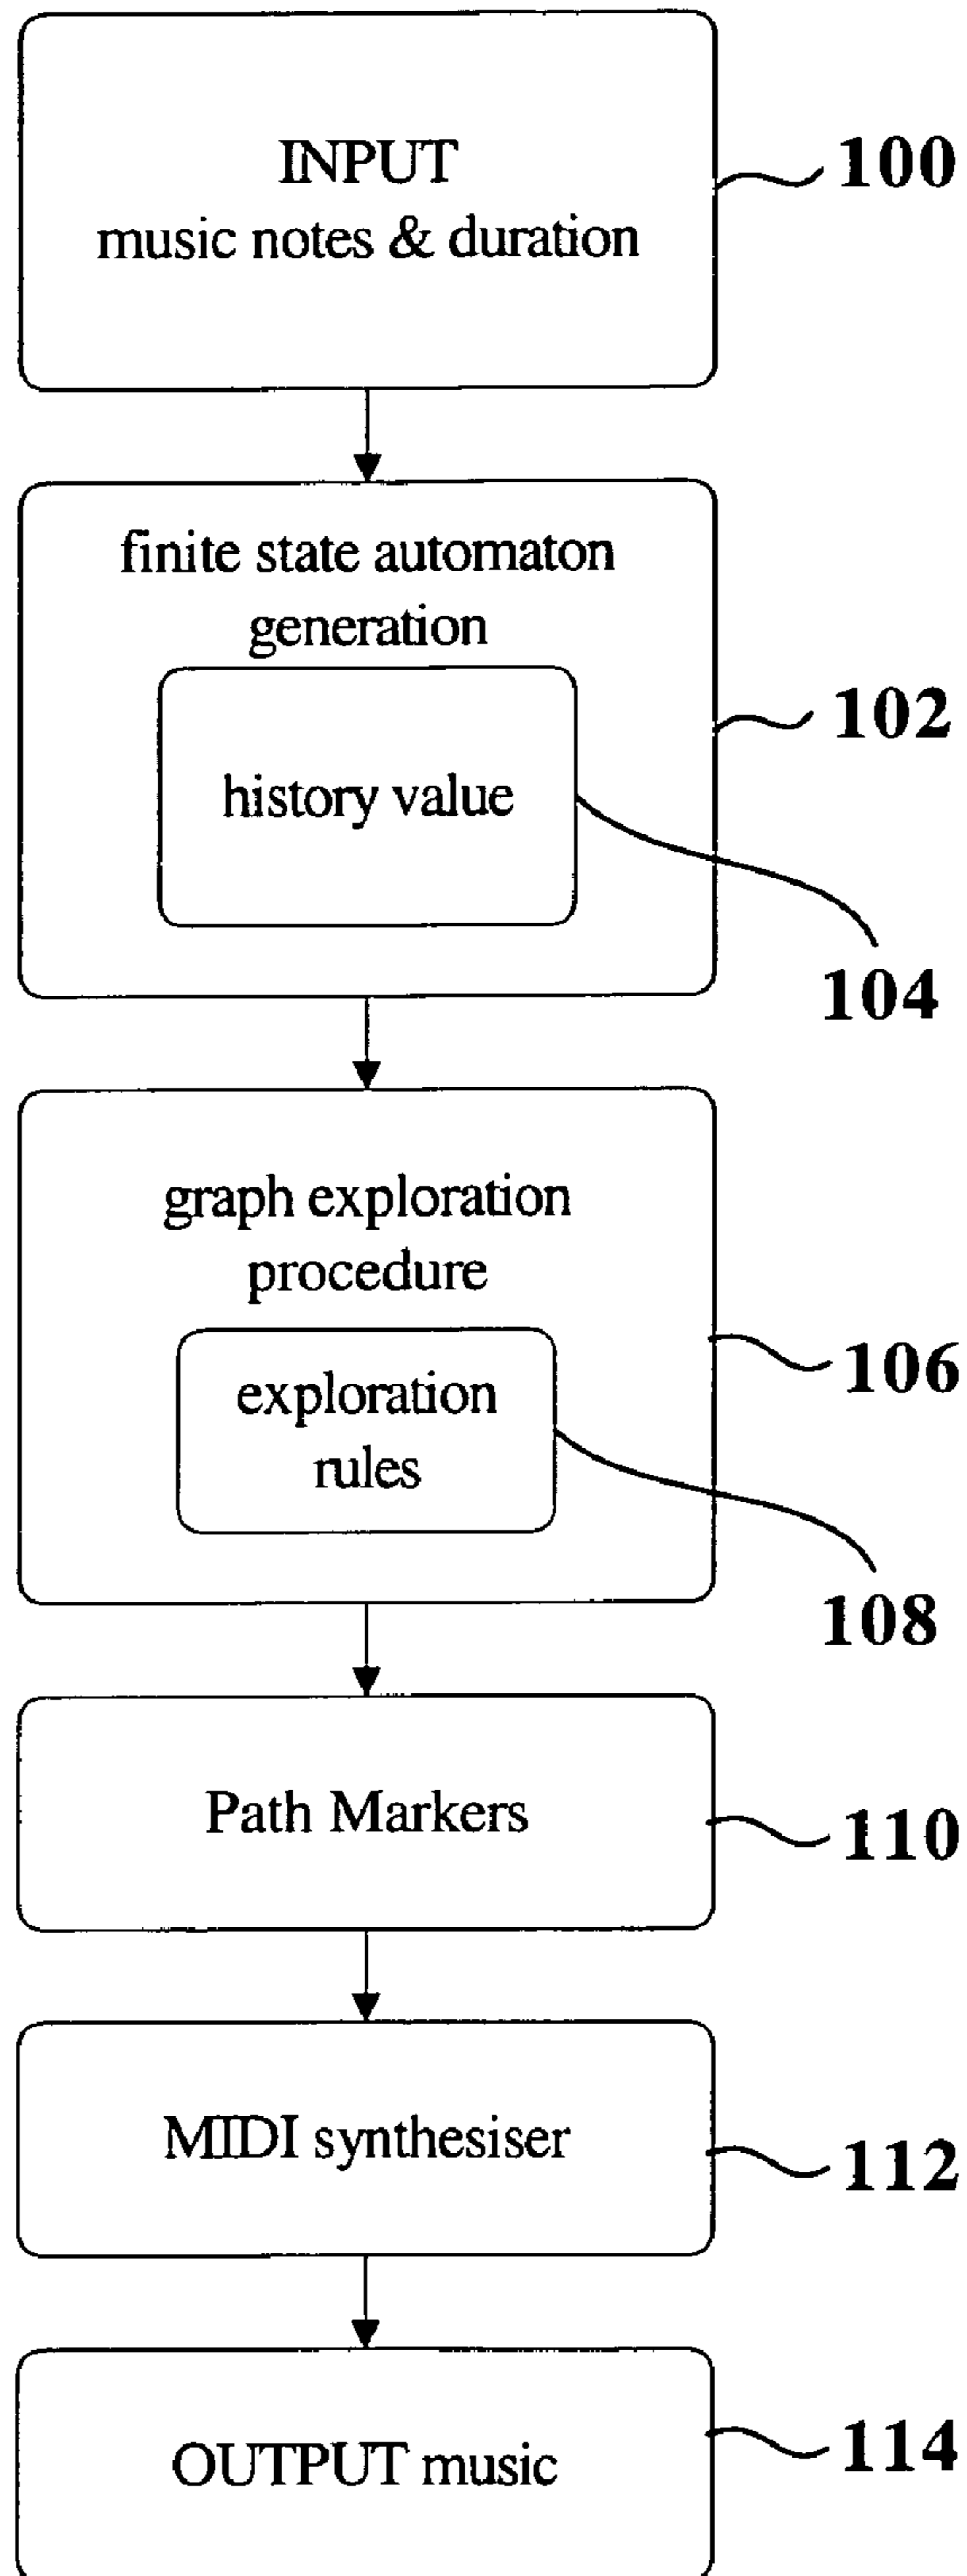 INPUT
music notes & duration
100
finite state automaton
generation
history value
102
104
graph exploration
procedure
exploration
rules
106
108
Path Markers
110
MIDI synthesiser
112
OUTPUT music
114